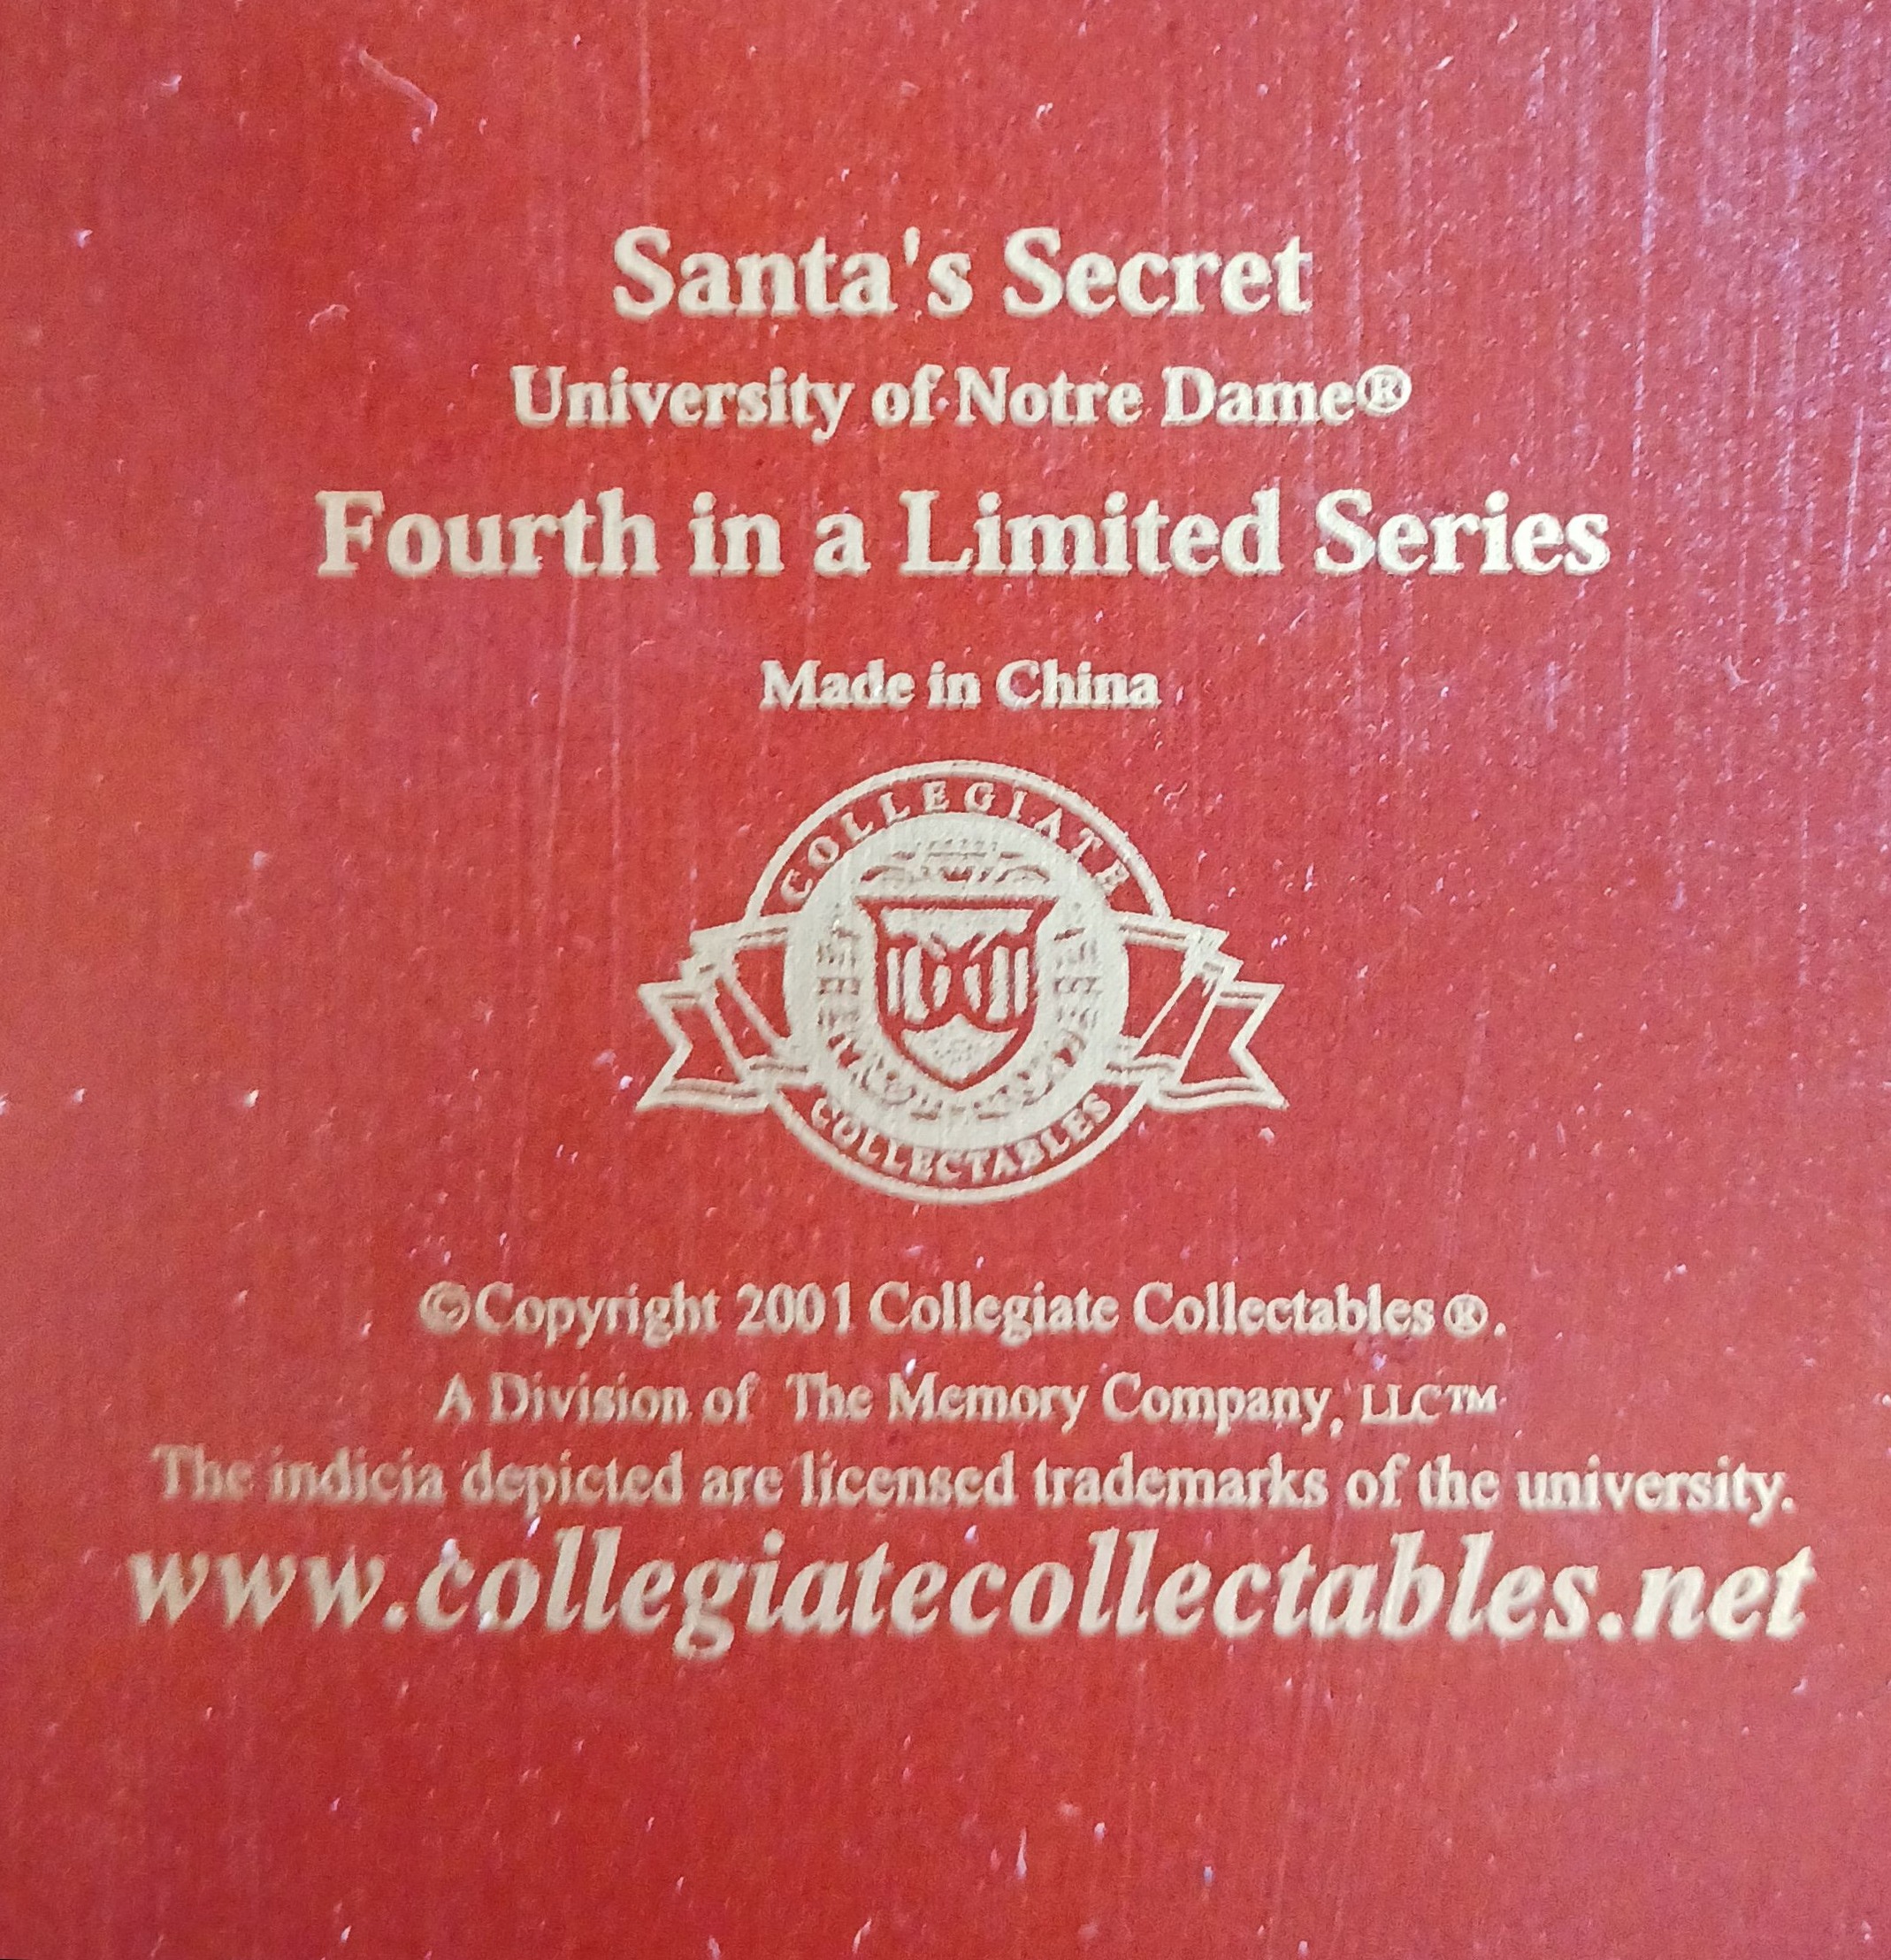 Santa's Secret
University of Notre Dame®
Fourth in a Limited Series
Made in China
COLLEGIATE
COLLECTABLES
©Copyright 2001 Collegiate Collectables®.
A Division of The Memory Company, LLC™
The indicia depicted are licensed trademarks of the university.
www.collegiatecollectables.net